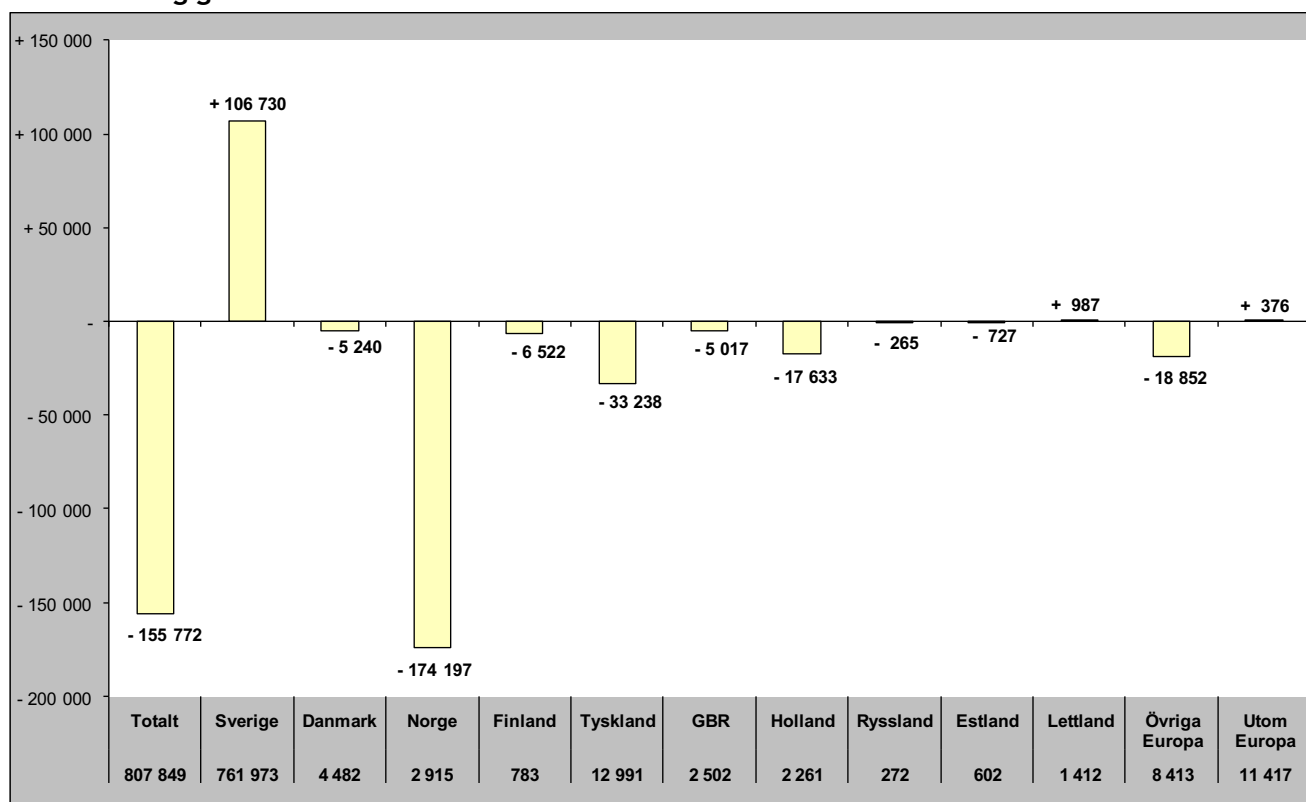 + 150 000
+ 100 000
+ 50 000
-
- 50 000
- 100 000
- 150 000
- 200 000
+ 106 730
+ 987
+ 376
- 5 240
- 6 522
- 5 017
- 265
- 727
- 33 238
- 17 633
- 18 852
- 155 772
- 174 197
Totalt Sverige Danmark Norge Finland Tyskland GBR Holland Ryssland Estland Lettland Övriga Europa Utom Europa
807 849 761 973 4 482 2 915 783 12 991 2 502 2 261 272 602 1 412 8 413 11 417